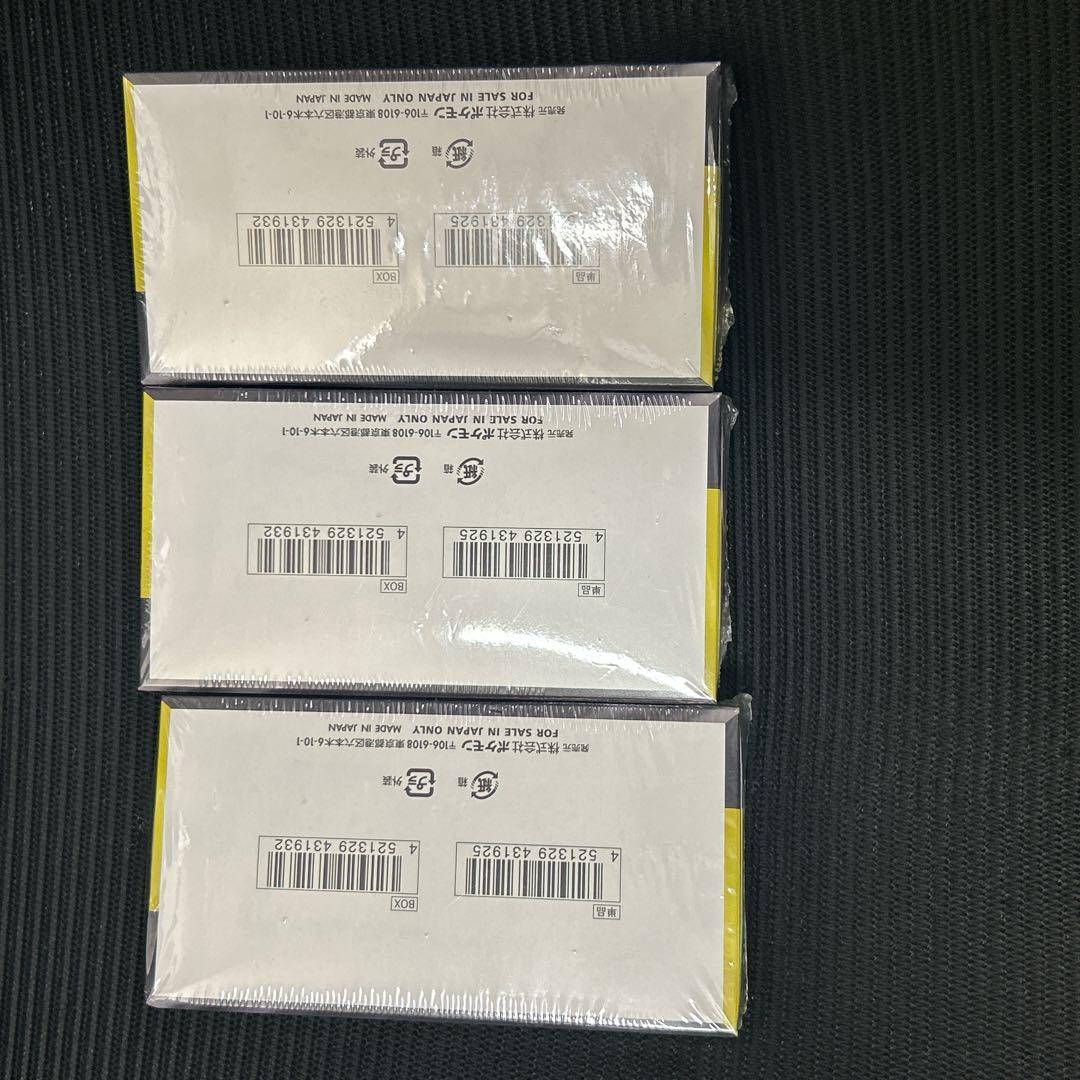 発売元 株式会社ポケモン 〒106-6108 東京都港区六本木6-10-1
FOR SALE IN JAPAN ONLY MADE IN JAPAN
紙 箱
プラ 外装
329 431925
単品
4 521329 431932
BOX
発売元 株式会社ポケモン 〒106-6108 東京都港区六本木6-10-1
FOR SALE IN JAPAN ONLY MADE IN JAPAN
紙 箱
プラ 外装
4 521329 431925
単品
4 521329 431932
BOX
発売元 株式会社ポケモン 〒106-6108 東京都港区六本木6-10-1
FOR SALE IN JAPAN ONLY MADE IN JAPAN
紙 箱
プラ 外装
4 521329 431925
単品
4 521329 431932
BOX